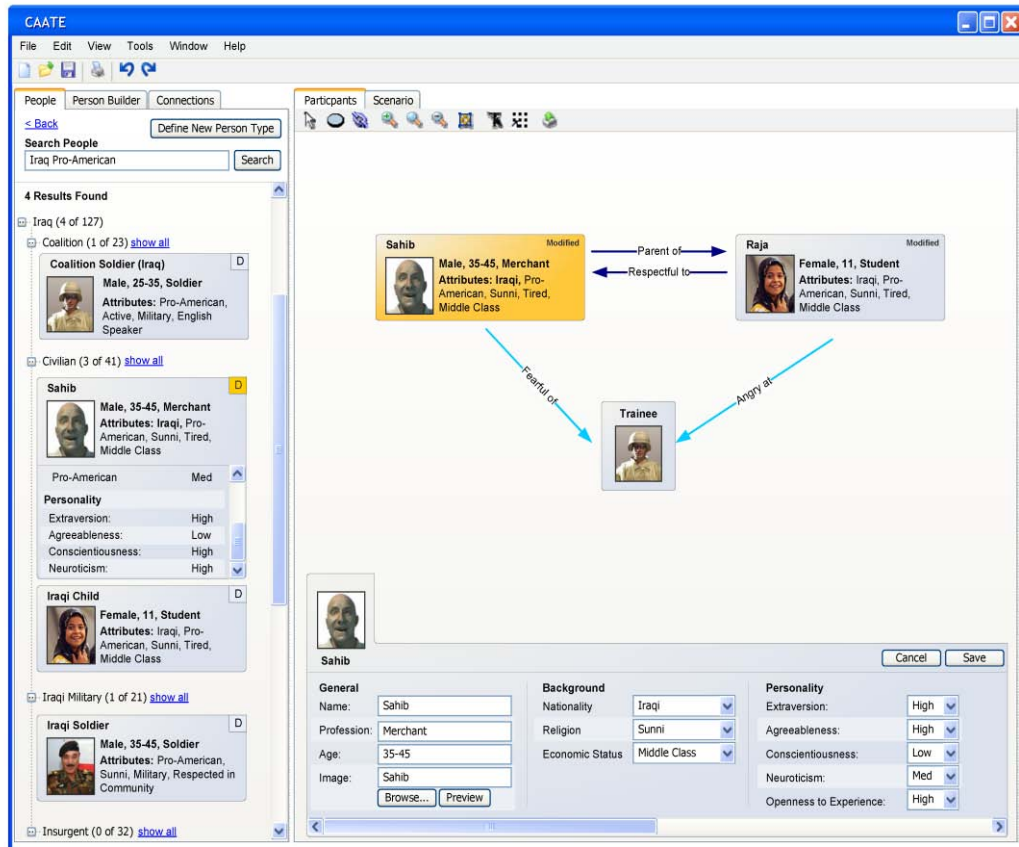 CAATE
File Edit View Tools Window Help
People Person Builder Connections
< Back Define New Person Type
Search People
Iraq Pro-American Search
4 Results Found
Iraq (4 of 127)
Coalition (1 of 23) show all
Coalition Soldier (Iraq) D
Male, 25-35, Soldier
Attributes: Pro-American,
Active, Military, English
Speaker
Civilian (3 of 41) show all
Sahib D
Male, 35-45, Merchant
Attributes: Iraqi, Pro-
American, Sunni, Tired,
Middle Class
Pro-American Med
Personality
Extraversion: High
Agreeableness: Low
Conscientiousness: High
Neuroticism: High
Iraqi Child D
Female, 11, Student
Attributes: Iraqi, Pro-
American, Sunni, Tired,
Middle Class
Iraqi Military (1 of 21) show all
Iraqi Soldier D
Male, 35-45, Soldier
Attributes: Pro-American,
Sunni, Military, Respected in
Community
Insurgent (0 of 32) show all
Particpants Scenario
Sahib Modified
Male, 35-45, Merchant
Attributes: Iraqi, Pro-
American, Sunni, Tired,
Middle Class
Parent of
Respectful to
Raja Modified
Female, 11, Student
Attributes: Iraqi, Pro-
American, Sunni, Tired,
Middle Class
Fearful of
Angry at
Trainee
Sahib
Cancel Save
General
Name: Sahib
Profession: Merchant
Age: 35-45
Image: Sahib
Browse... Preview
Background
Nationality Iraqi
Religion Sunni
Economic Status Middle Class
Personality
Extraversion: High
Agreeableness: High
Conscientiousness: Low
Neuroticism: Med
Openness to Experience: High